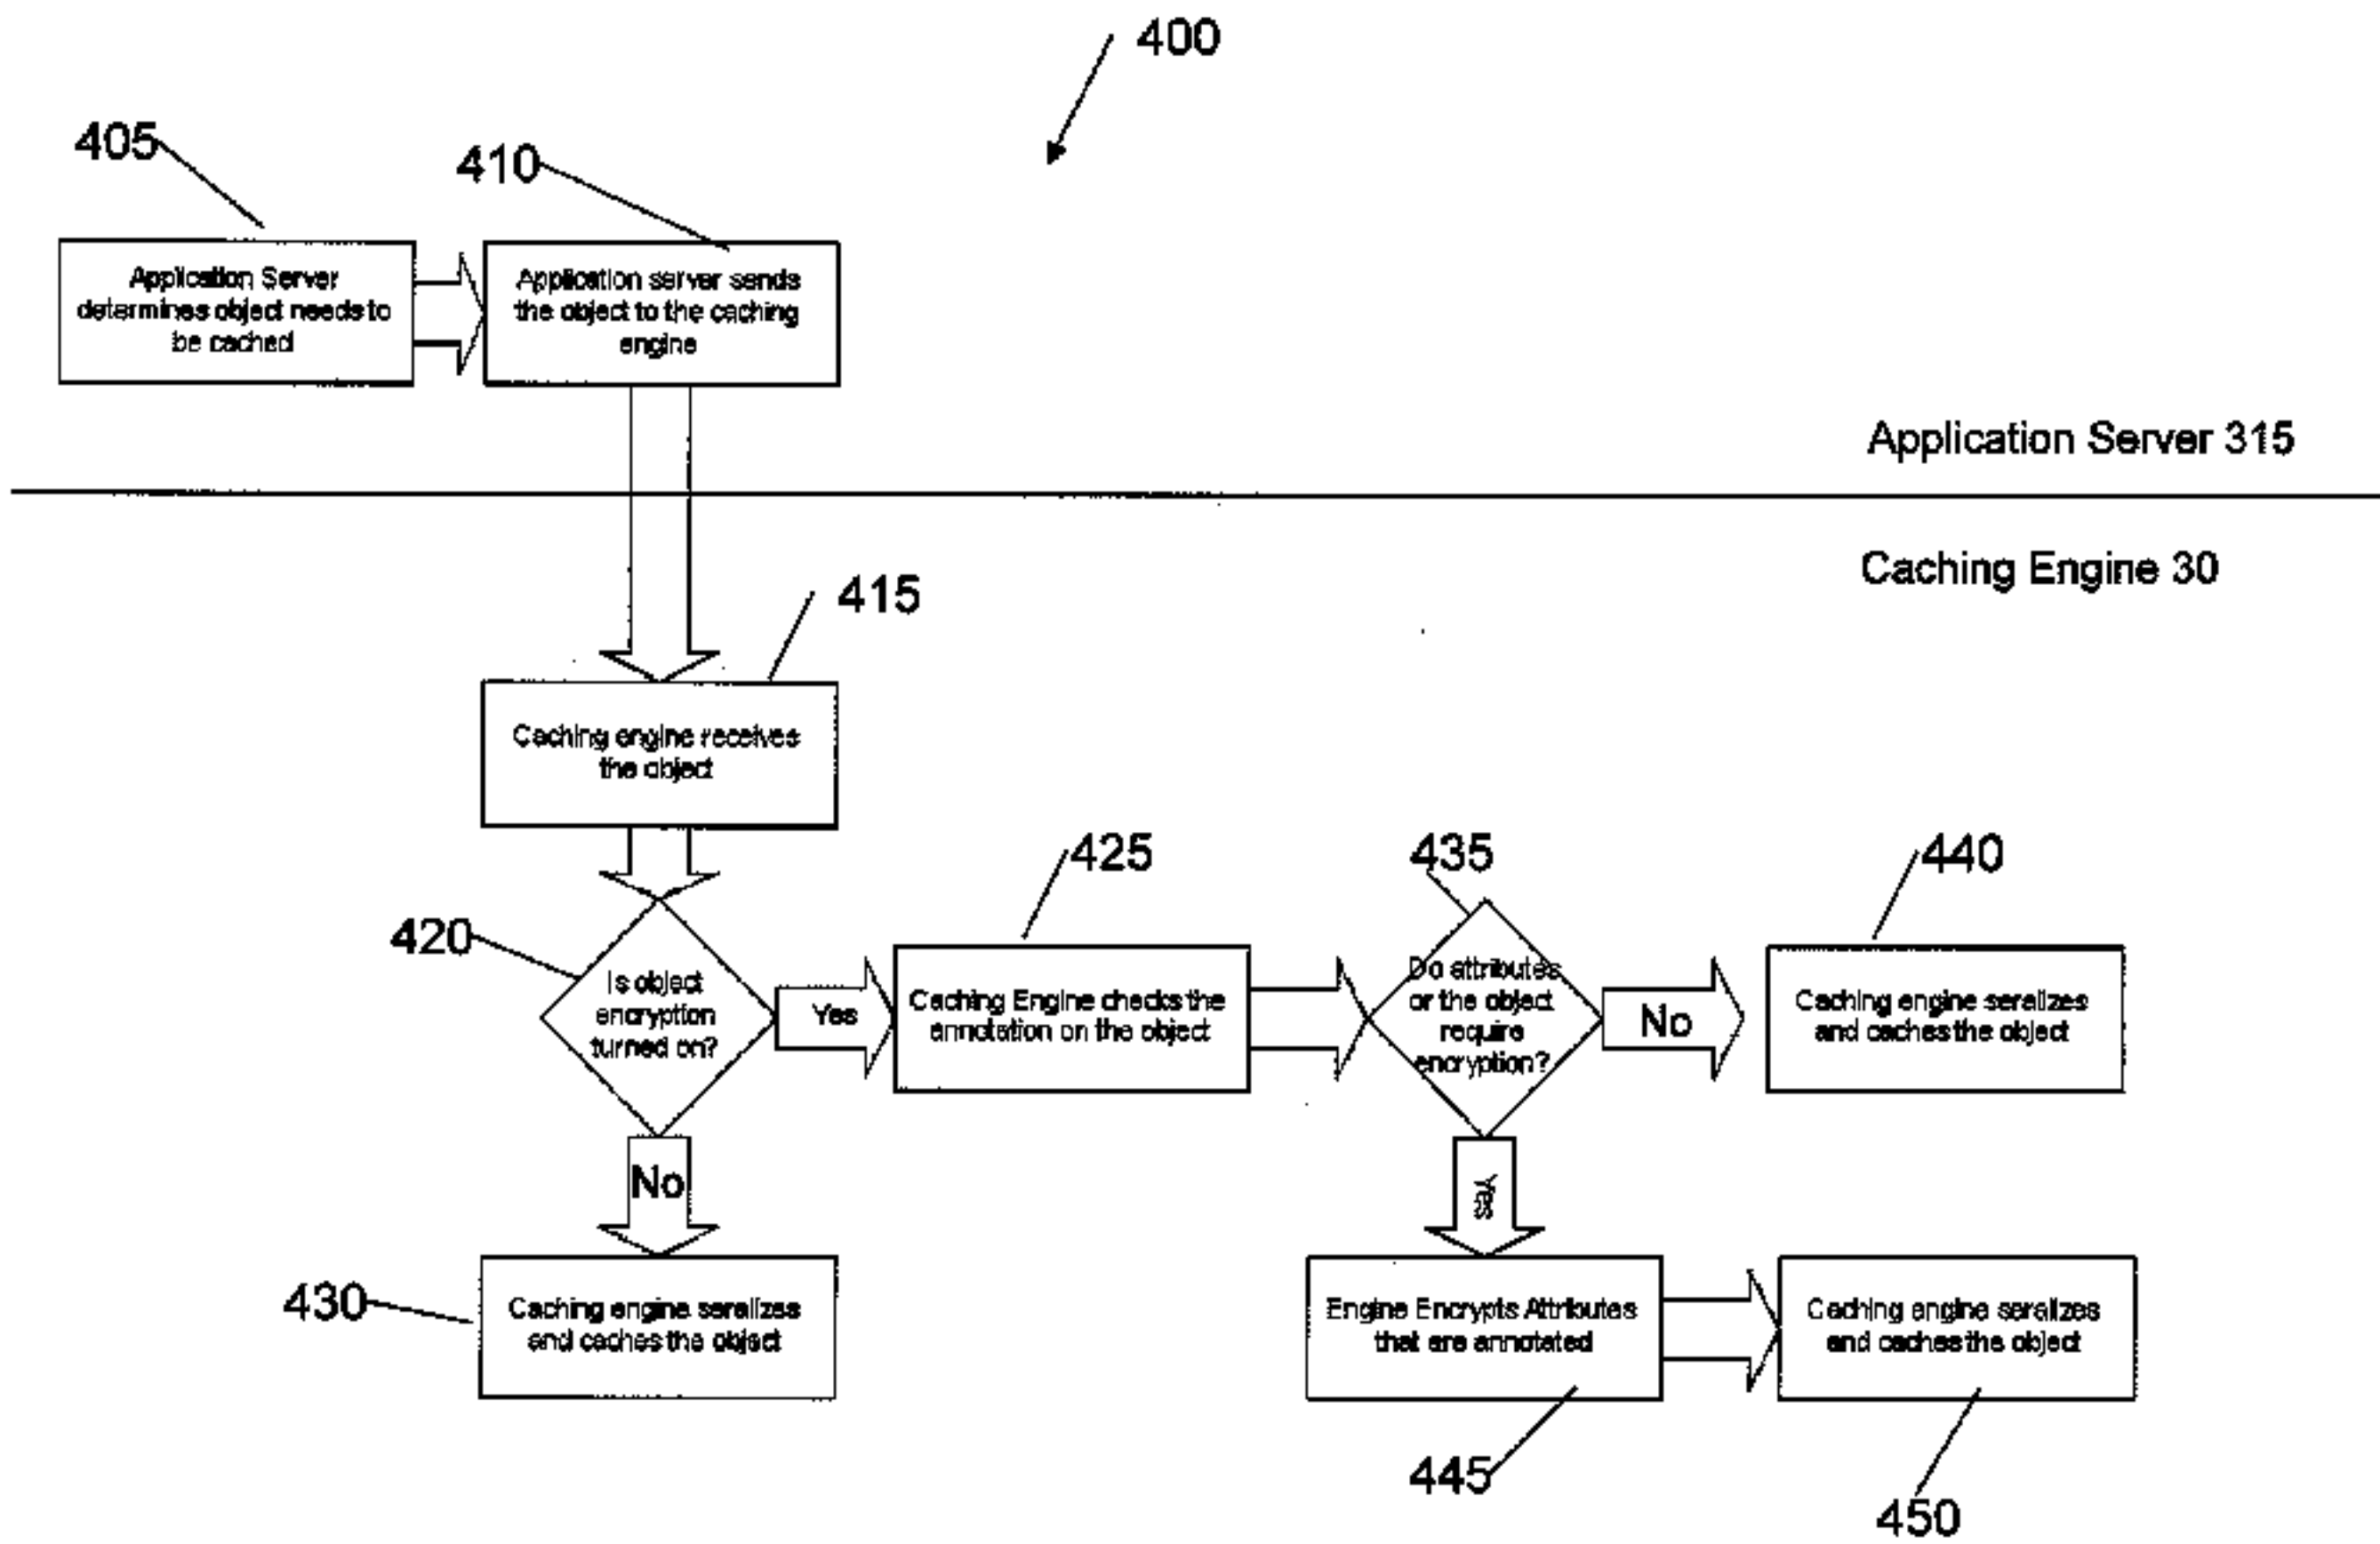 400
405
410
Application Server
determines object needs to
be cached
Application server sends
the object to the caching
engine
Application Server 315
Caching Engine 30
415
Caching engine receives
the object
420
Is object
encryption
turned on?
Yes
425
Caching Engine checks the
annotation on the object
435
Do attributes
or the object
require
encryption?
No
440
Caching engine seralizes
and caches the object
No
430
Caching engine seralizes
and caches the object
Yes
Engine Encrypts Attributes
that are annotated
445
Caching engine seralizes
and caches the object
450